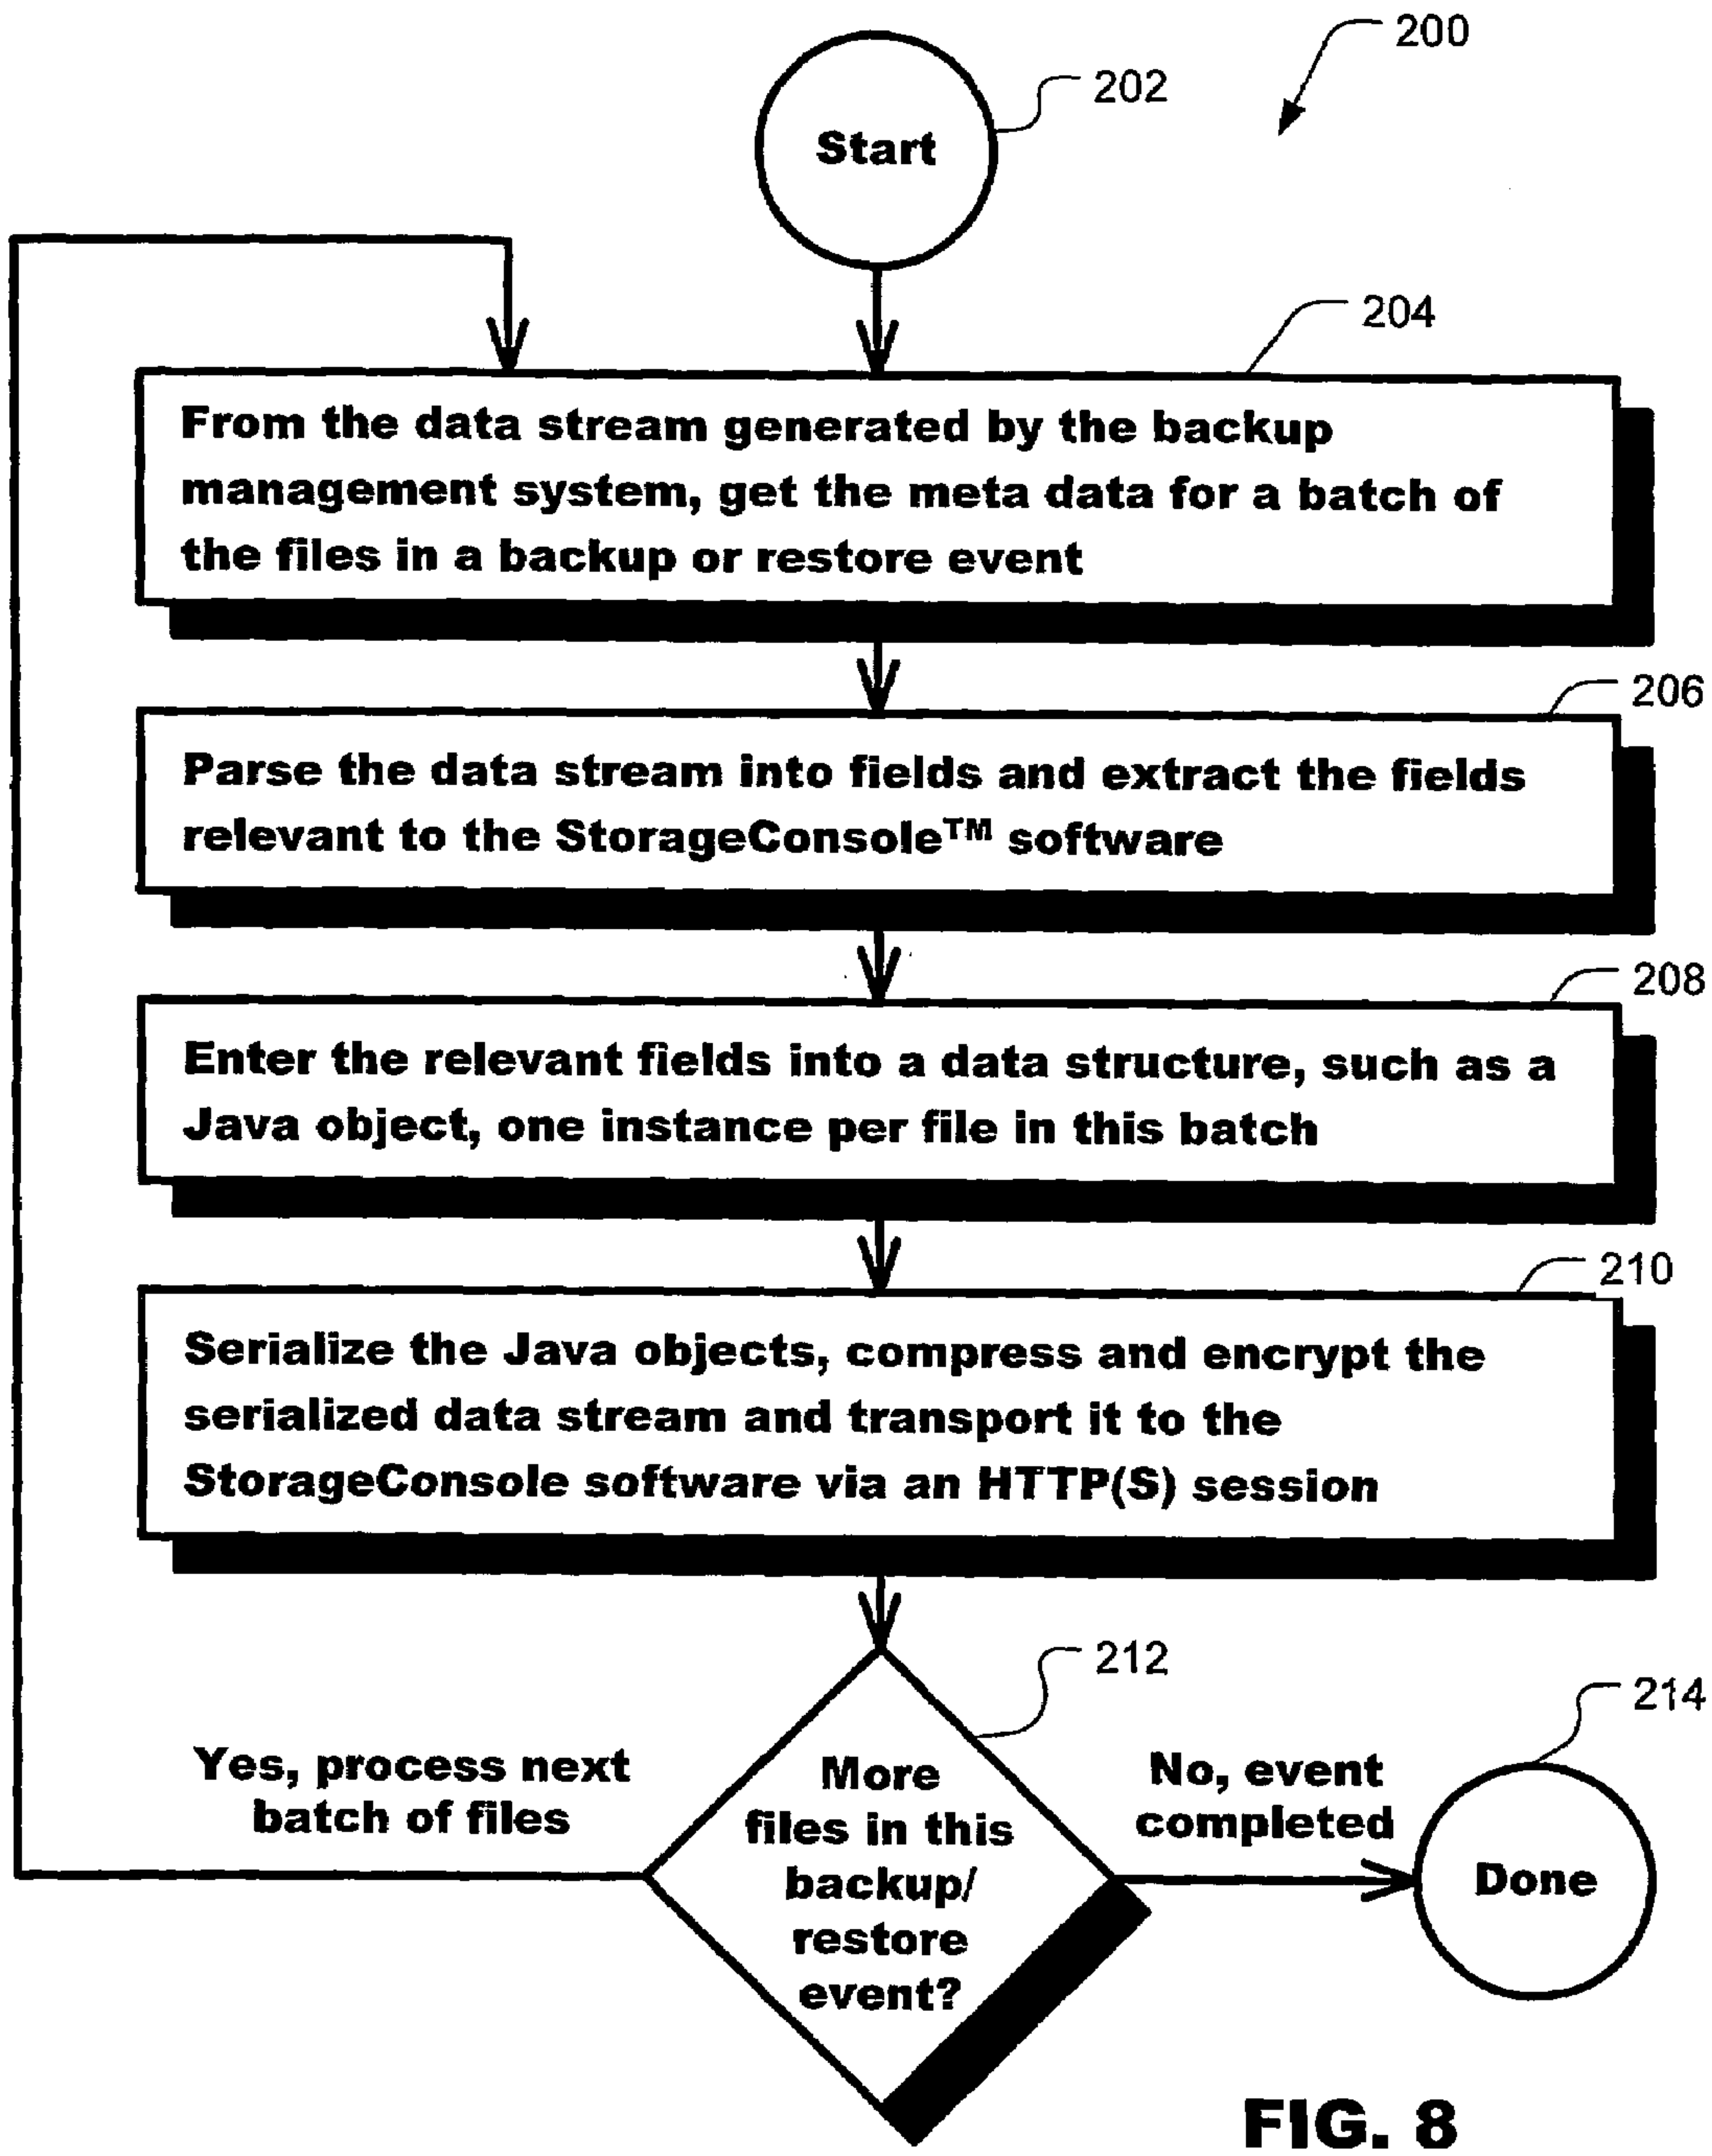 200
202
Start
204
From the data stream generated by the backup
management system, get the meta data for a batch of
the files in a backup or restore event
206
Parse the data stream into fields and extract the fields
relevant to the StorageConsole™ software
208
Enter the relevant fields into a data structure, such as a
Java object, one instance per file in this batch
210
Serialize the Java objects, compress and encrypt the
serialized data stream and transport it to the
StorageConsole software via an HTTP(S) session
212
214
Yes, process next
batch of files
More
files in this
backup/
restore
event?
No, event
completed
Done
FIG. 8